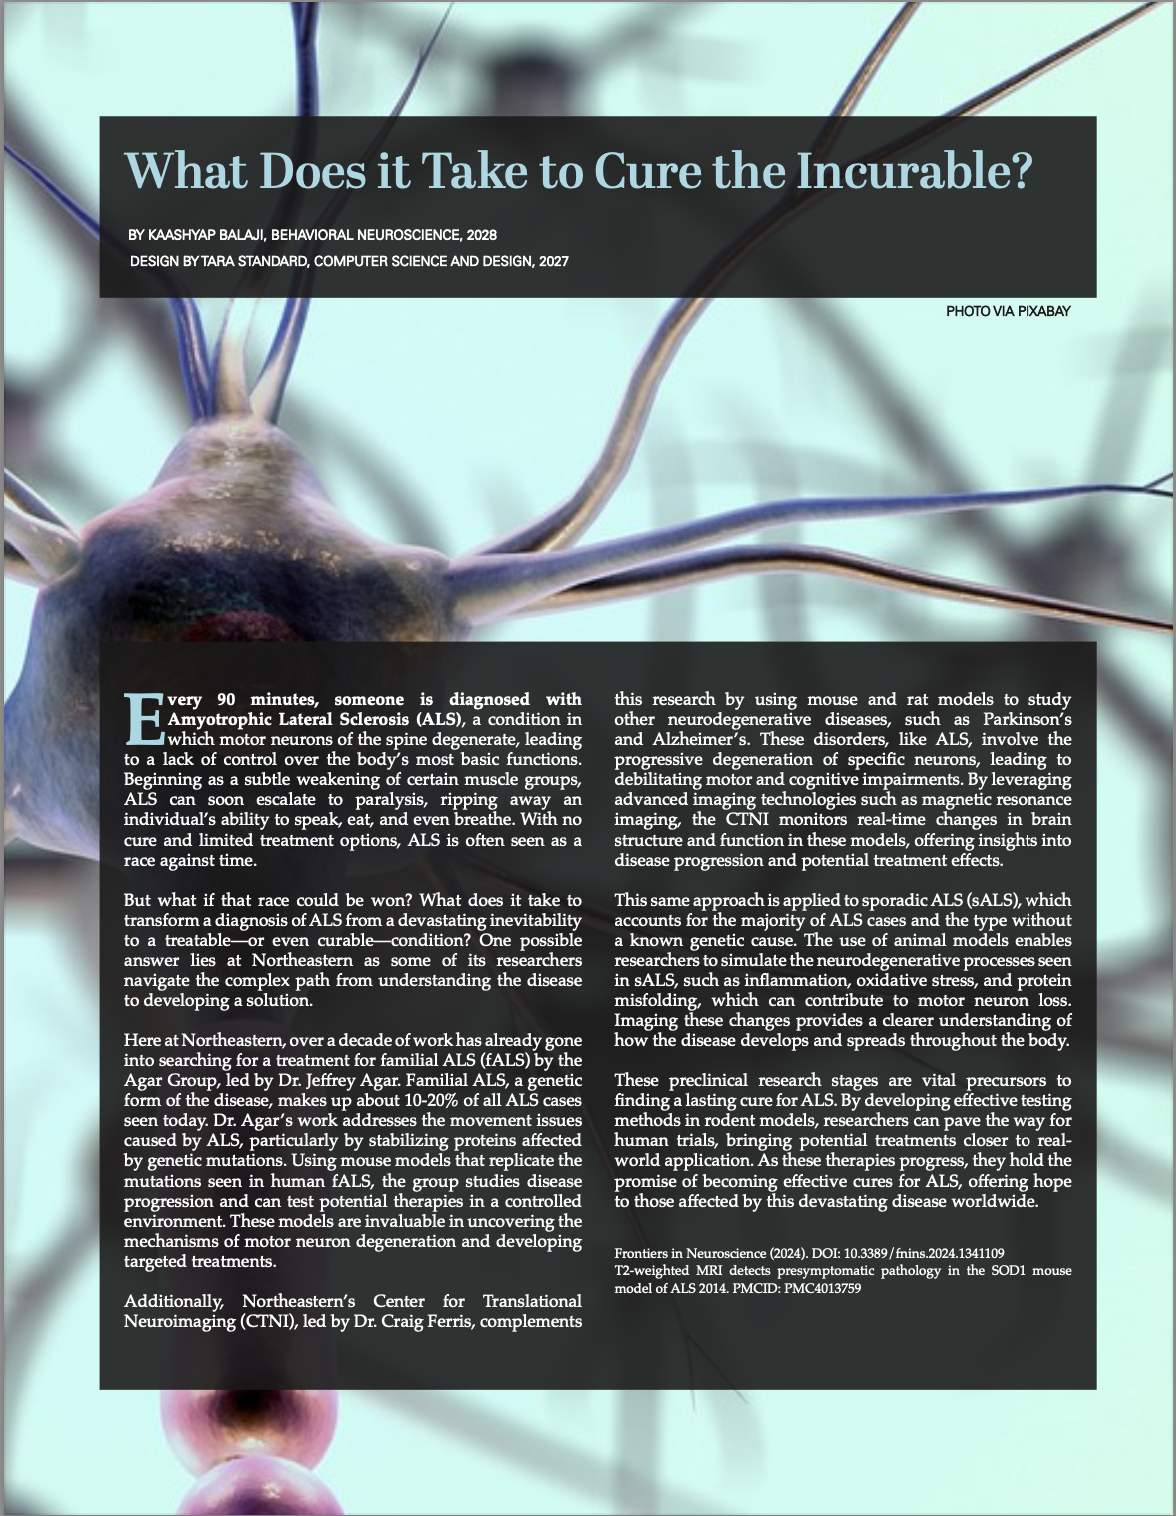 What Does it Take to Cure the Incurable?
BY KAASHYAP BALAJI, BEHAVIORAL NEUROSCIENCE, 2028
DESIGN BY TARA STANDARD, COMPUTER SCIENCE AND DESIGN, 2027
PHOTO VIA PIXABAY
Every 90 minutes, someone is diagnosed with
Amyotrophic Lateral Sclerosis (ALS), a condition in
which motor neurons of the spine degenerate, leading
to a lack of control over the body’s most basic functions.
Beginning as a subtle weakening of certain muscle groups,
ALS can soon escalate to paralysis, ripping away an
individual’s ability to speak, eat, and even breathe. With no
cure and limited treatment options, ALS is often seen as a
race against time.
But what if that race could be won? What does it take to
transform a diagnosis of ALS from a devastating inevitability
to a treatable—or even curable—condition? One possible
answer lies at Northeastern as some of its researchers
navigate the complex path from understanding the disease
to developing a solution.
Here at Northeastern, over a decade of work has already gone
into searching for a treatment for familial ALS (fALS) by the
Agar Group, led by Dr. Jeffrey Agar. Familial ALS, a genetic
form of the disease, makes up about 10-20% of all ALS cases
seen today. Dr. Agar’s work addresses the movement issues
caused by ALS, particularly by stabilizing proteins affected
by genetic mutations. Using mouse models that replicate the
mutations seen in human fALS, the group studies disease
progression and can test potential therapies in a controlled
environment. These models are invaluable in uncovering the
mechanisms of motor neuron degeneration and developing
targeted treatments.
Additionally, Northeastern’s Center for Translational
Neuroimaging (CTNI), led by Dr. Craig Ferris, complements
this research by using mouse and rat models to study
other neurodegenerative diseases, such as Parkinson’s
and Alzheimer’s. These disorders, like ALS, involve the
progressive degeneration of specific neurons, leading to
debilitating motor and cognitive impairments. By leveraging
advanced imaging technologies such as magnetic resonance
imaging, the CTNI monitors real-time changes in brain
structure and function in these models, offering insights into
disease progression and potential treatment effects.
This same approach is applied to sporadic ALS (sALS), which
accounts for the majority of ALS cases and the type without
a known genetic cause. The use of animal models enables
researchers to simulate the neurodegenerative processes seen
in sALS, such as inflammation, oxidative stress, and protein
misfolding, which can contribute to motor neuron loss.
Imaging these changes provides a clearer understanding of
how the disease develops and spreads throughout the body.
These preclinical research stages are vital precursors to
finding a lasting cure for ALS. By developing effective testing
methods in rodent models, researchers can pave the way for
human trials, bringing potential treatments closer to real-
world application. As these therapies progress, they hold the
promise of becoming effective cures for ALS, offering hope
to those affected by this devastating disease worldwide.
Frontiers in Neuroscience (2024). DOI: 10.3389/fnins.2024.1341109
T2-weighted MRI detects presymptomatic pathology in the SOD1 mouse
model of ALS 2014. PMCID: PMC4013759